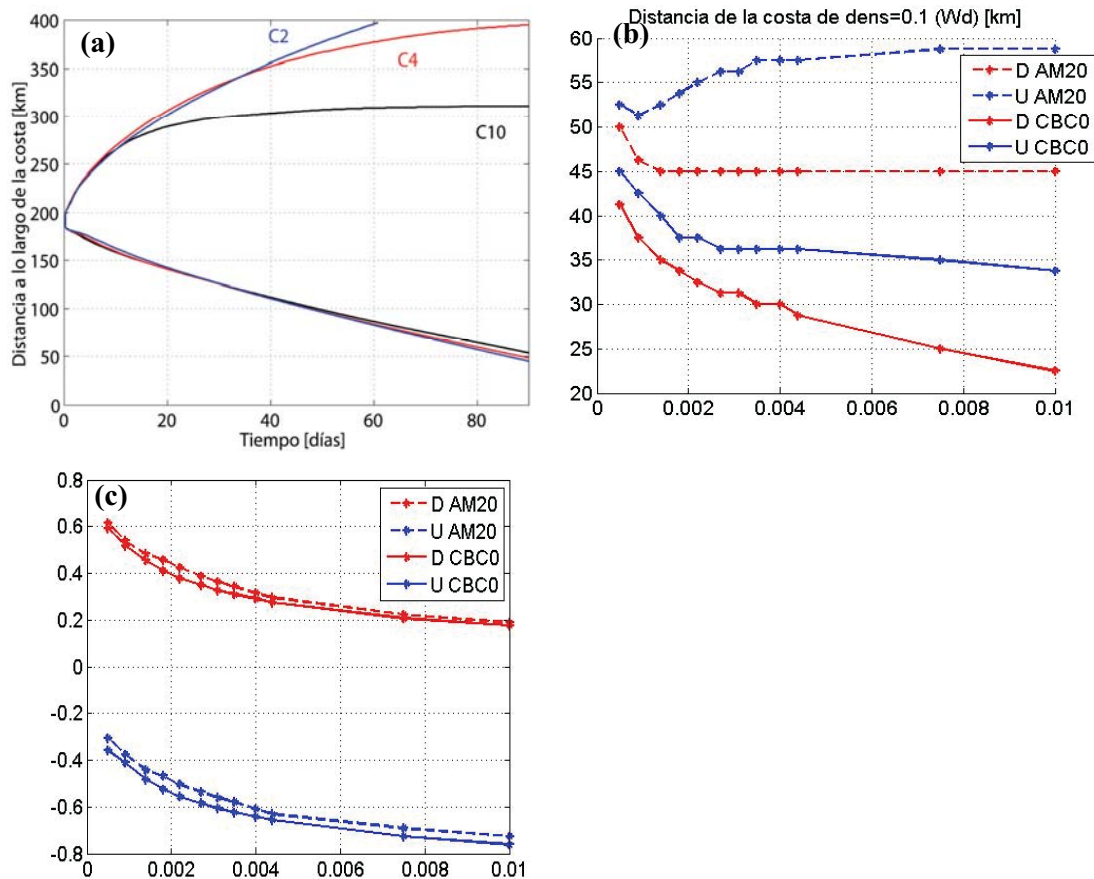 (a)
Distancia a lo largo de la costa [km]
400
350
300
250
200
150
100
50
0
C2
C4
C10
0 20 40 60 80
Tiempo [días]
Distancia de la costa de dens=0.1 (Wd) [km]
(b)
60
55
50
45
40
35
30
25
20
D AM20
U AM20
D CBC0
U CBC0
0 0.002 0.004 0.006 0.008 0.01
(c)
0.8
0.6
0.4
0.2
0
-0.2
-0.4
-0.6
-0.8
D AM20
U AM20
D CBC0
U CBC0
0 0.002 0.004 0.006 0.008 0.01